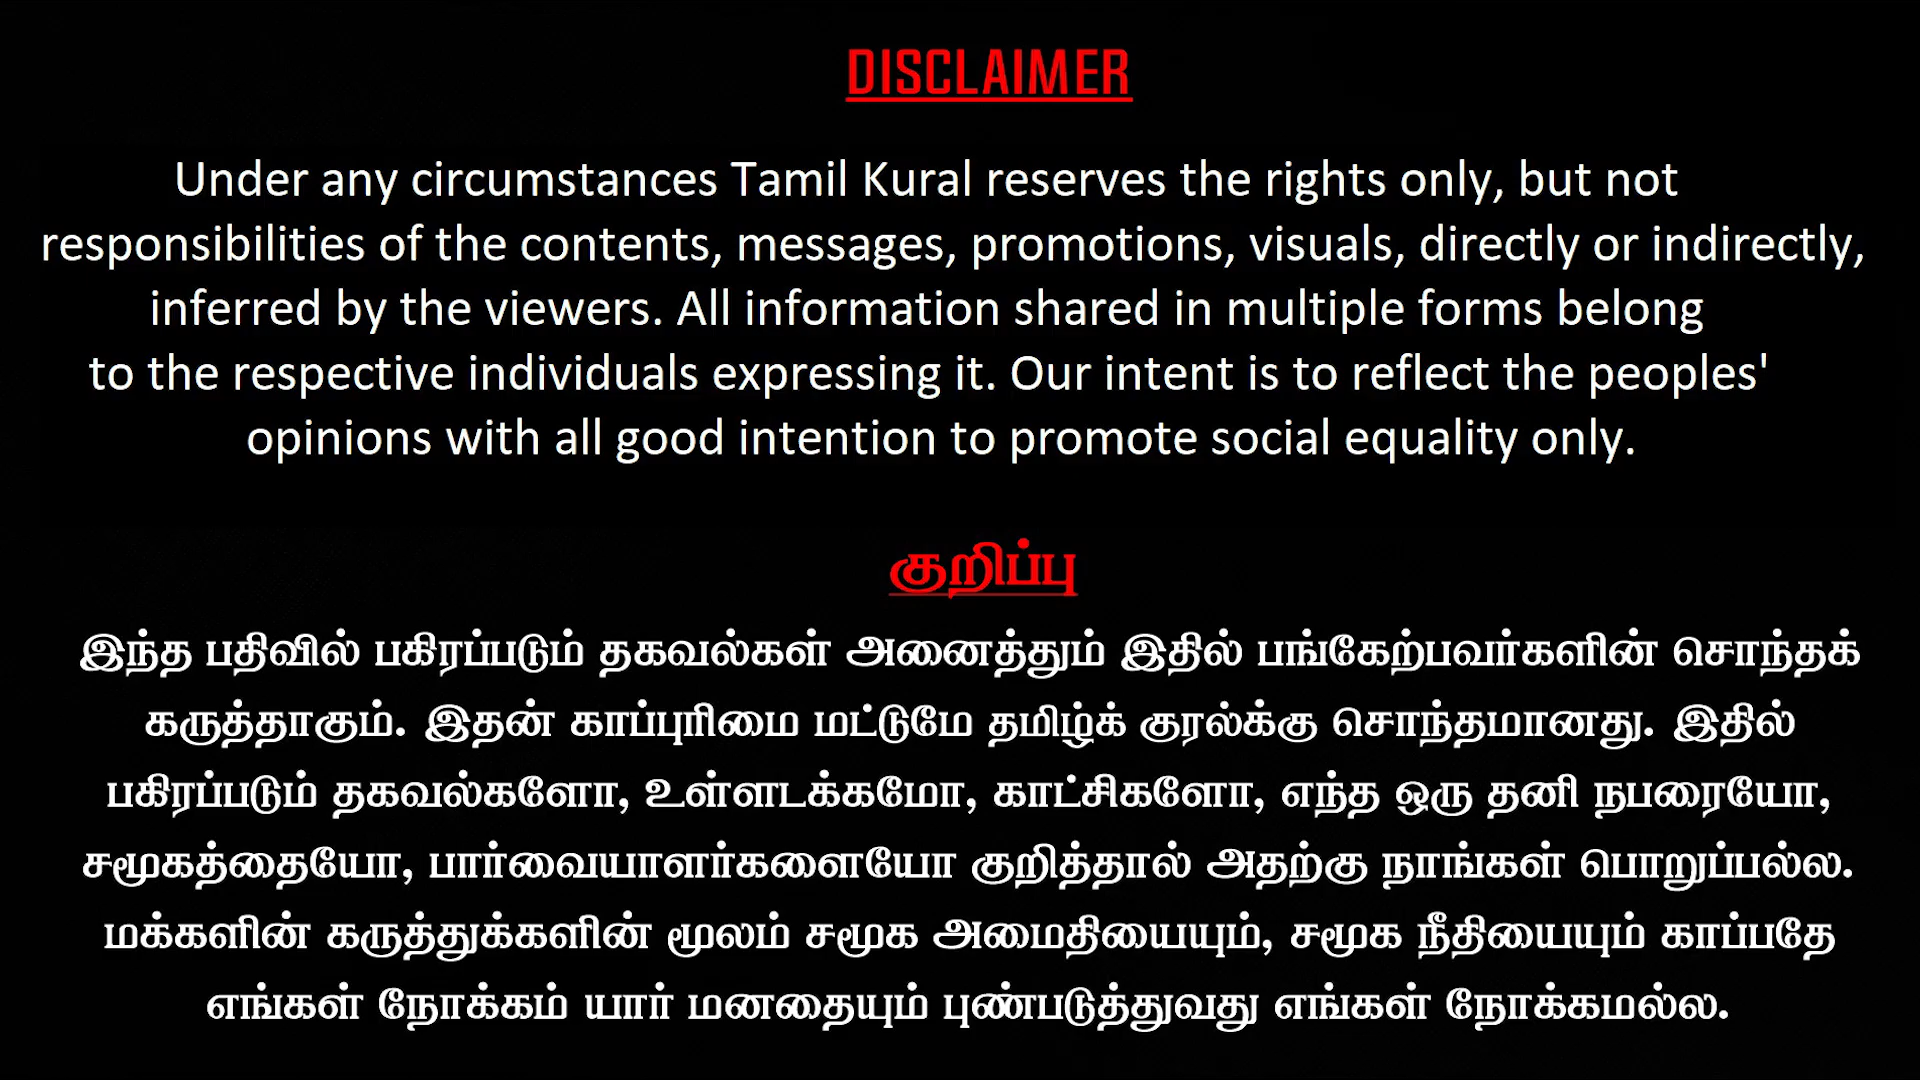 DISCLAIMER
Under any circumstances Tamil Kural reserves the rights only, but not
responsibilities of the contents, messages, promotions, visuals, directly or indirectly,
inferred by the viewers. All information shared in multiple forms belong
to the respective individuals expressing it. Our intent is to reflect the peoples'
opinions with all good intention to promote social equality only.
குறிப்பு
இந்த பதிவில் பகிரப்படும் தகவல்கள் அனைத்தும் இதில் பங்கேற்பவர்களின் சொந்தக்
கருத்தாகும். இதன் காப்புரிமை மட்டுமே தமிழ்க் குரல்க்கு சொந்தமானது. இதில்
பகிரப்படும் தகவல்களோ, உள்ளடக்கமோ, காட்சிகளோ, எந்த ஒரு தனி நபரையோ,
சமூகத்தையோ, பார்வையாளர்களையோ குறித்தால் அதற்கு நாங்கள் பொறுப்பல்ல.
மக்களின் கருத்துக்களின் மூலம் சமூக அமைதியையும், சமூக நீதியையும் காப்பதே
எங்கள் நோக்கம் யார் மனதையும் புண்படுத்துவது எங்கள் நோக்கமல்ல.